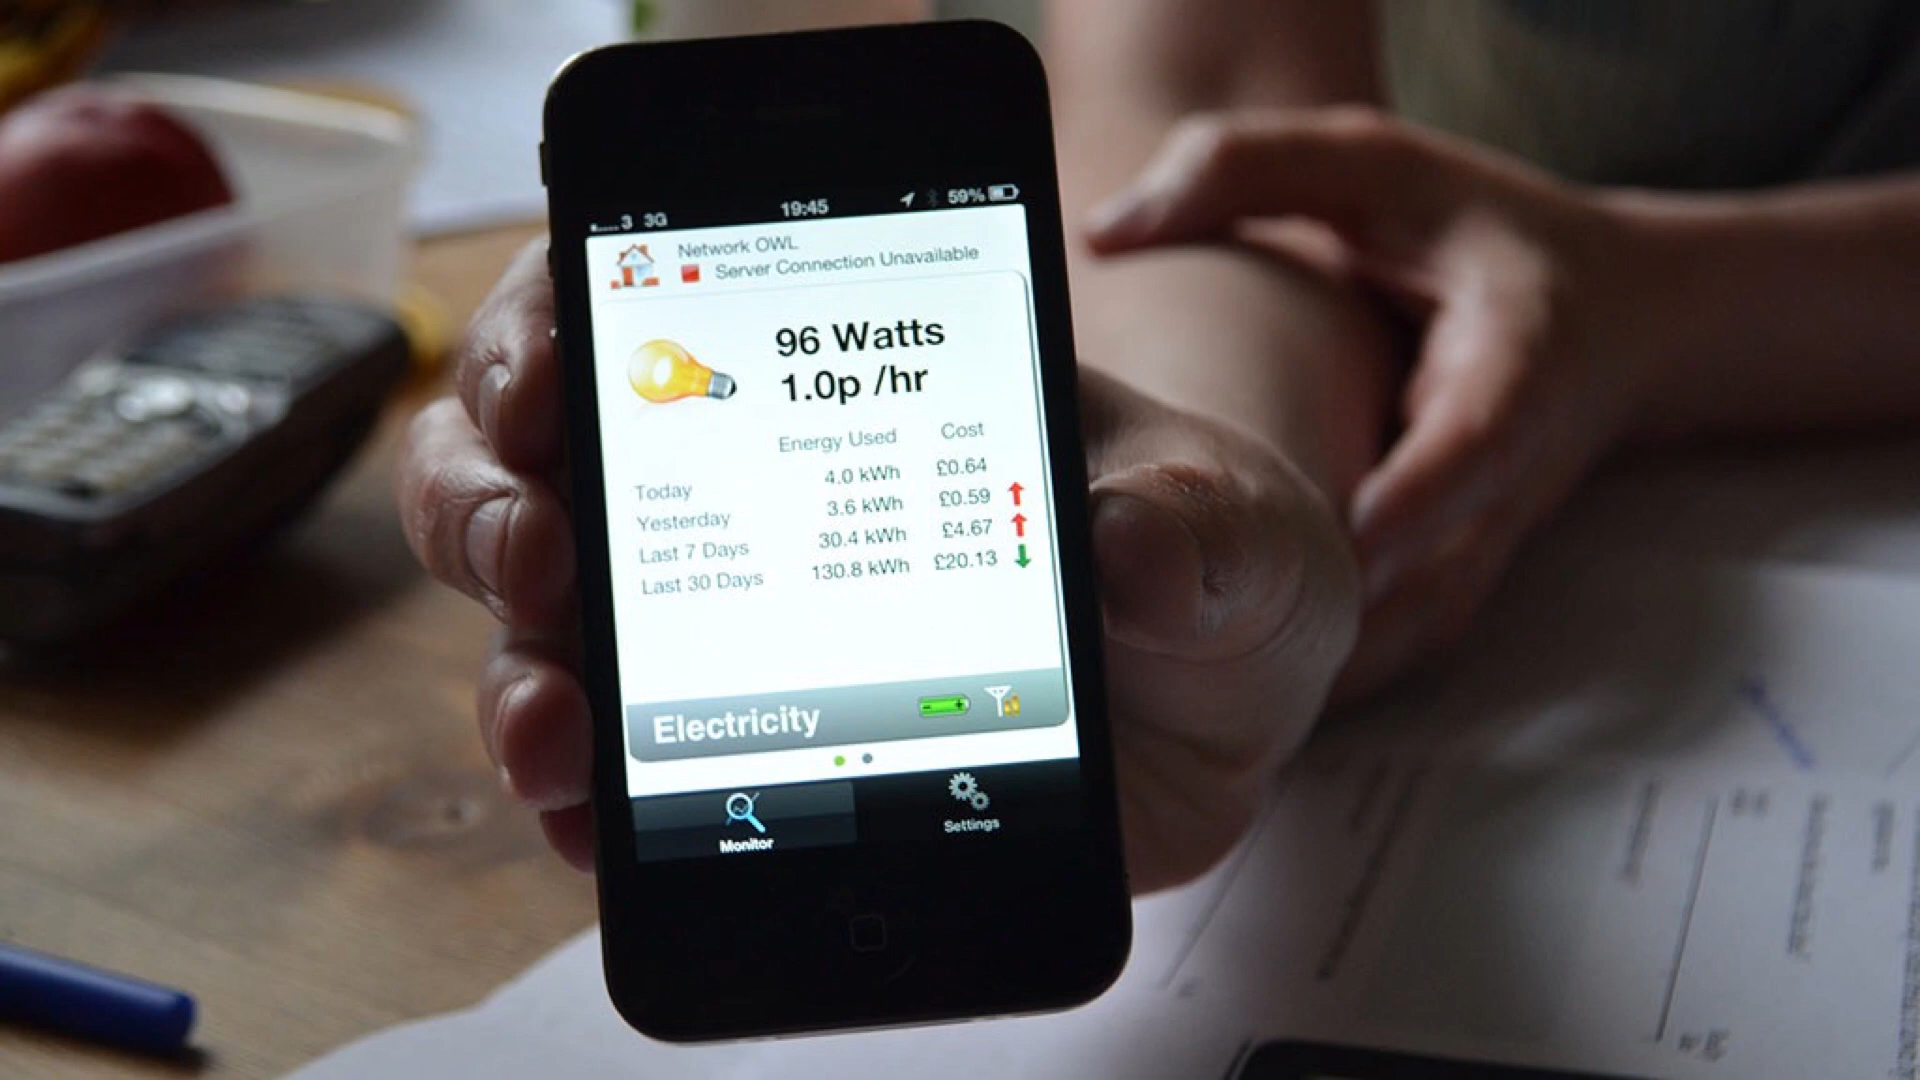 3 3G 19:45 59%
Network OWL
Server Connection Unavailable
96 Watts
1.0p /hr
Energy Used Cost
Today 4.0 kWh £0.64
Yesterday 3.6 kWh £0.59
Last 7 Days 30.4 kWh £4.67
Last 30 Days 130.8 kWh £20.13
Electricity
Monitor Settings